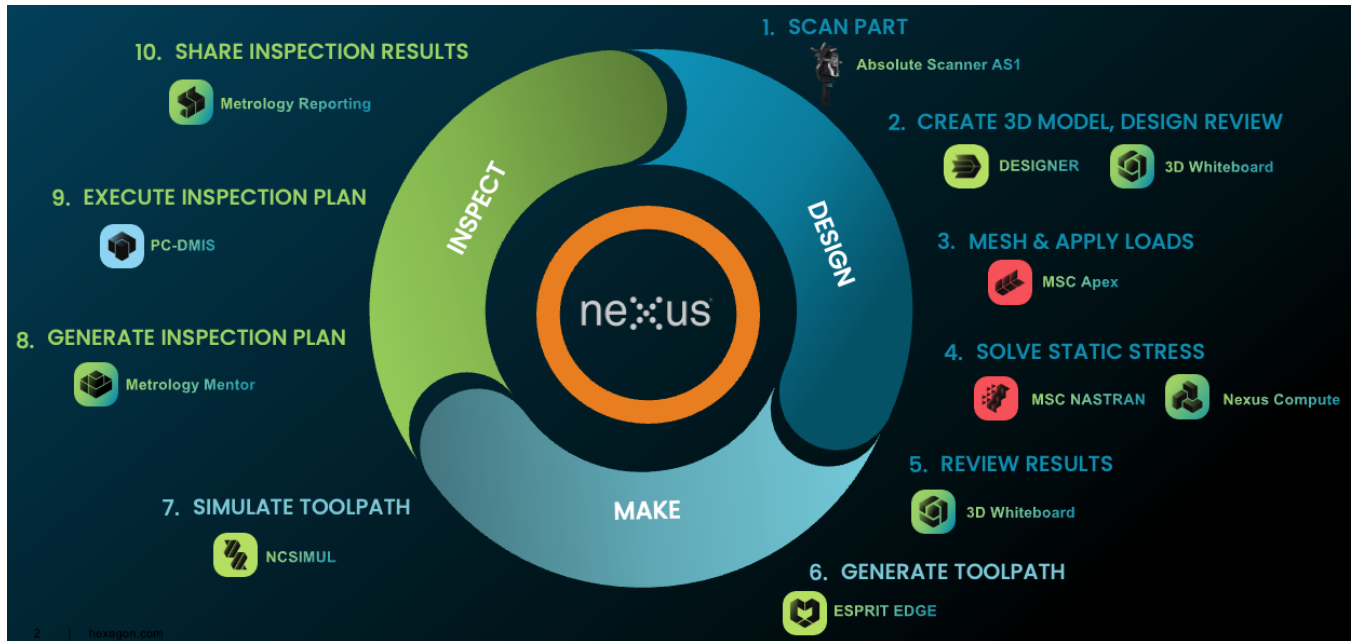 1. SCAN PART
Absolute Scanner AS1
2. CREATE 3D MODEL, DESIGN REVIEW
DESIGNER
3D Whiteboard
3. MESH & APPLY LOADS
MSC Apex
4. SOLVE STATIC STRESS
MSC NASTRAN
Nexus Compute
5. REVIEW RESULTS
3D Whiteboard
6. GENERATE TOOLPATH
ESPRIT EDGE
7. SIMULATE TOOLPATH
NCSIMUL
8. GENERATE INSPECTION PLAN
Metrology Mentor
9. EXECUTE INSPECTION PLAN
PC-DMIS
10. SHARE INSPECTION RESULTS
Metrology Reporting
DESIGN
MAKE
INSPECT
nexus
2 | hexagon.com